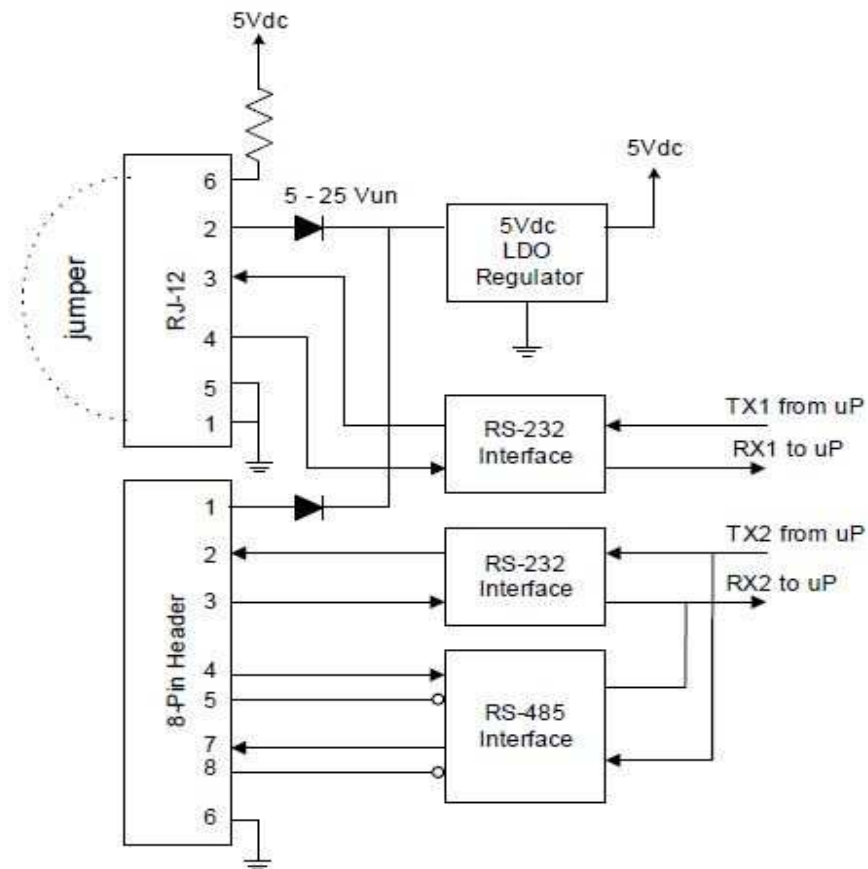 5Vdc
5Vdc
6
5 - 25 Vun
2
5Vdc
LDO
Regulator
jumper
RJ-12
3
4
5
1
TX1 from uP
RS-232
Interface
RX1 to uP
1
2
TX2 from uP
RS-232
Interface
3
RX2 to uP
8-Pin Header
4
5
RS-485
Interface
7
8
6